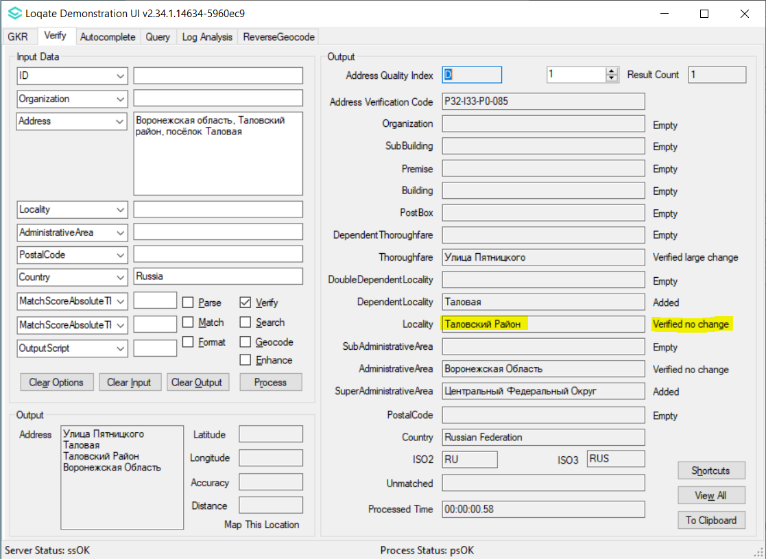 Loqate Demonstration UI v2.34.1.14634-5960ec9
GKR Verify Autocomplete Query Log Analysis ReverseGeocode
Input Data
ID
Organization
Address
Воронежская область, Таловский
район, посёлок Таловая
Locality
AdministrativeArea
PostalCode
Country Russia
MatchScoreAbsoluteTl Parse Verify
MatchScoreAbsoluteTl Match Search
OutputScript Format Geocode
Enhance
Clear Options Clear Input Clear Output Process
Output
Address
Улица Пятницкого
Таловая
Таловский Район
Воронежская Область
Latitude
Longitude
Accuracy
Distance
Map This Location
Output
Address Quality Index D 1 Result Count 1
Address Verification Code P32-I33-P0-085
Organization Empty
SubBuilding Empty
Premise Empty
Building Empty
PostBox Empty
DependentThoroughfare Empty
Thoroughfare Улица Пятницкого Verified large change
DoubleDependentLocality Empty
DependentLocality Таловая Added
Locality Таловский Район Verified no change
SubAdministrativeArea Empty
AdministrativeArea Воронежская Область Verified no change
SuperAdministrativeArea Центральный Федеральный Округ Added
PostalCode Empty
Country Russian Federation
ISO2 RU ISO3 RUS
Unmatched
Processed Time 00:00:00.58
Shortcuts
View All
To Clipboard
Server Status: ssOK Process Status: psOK